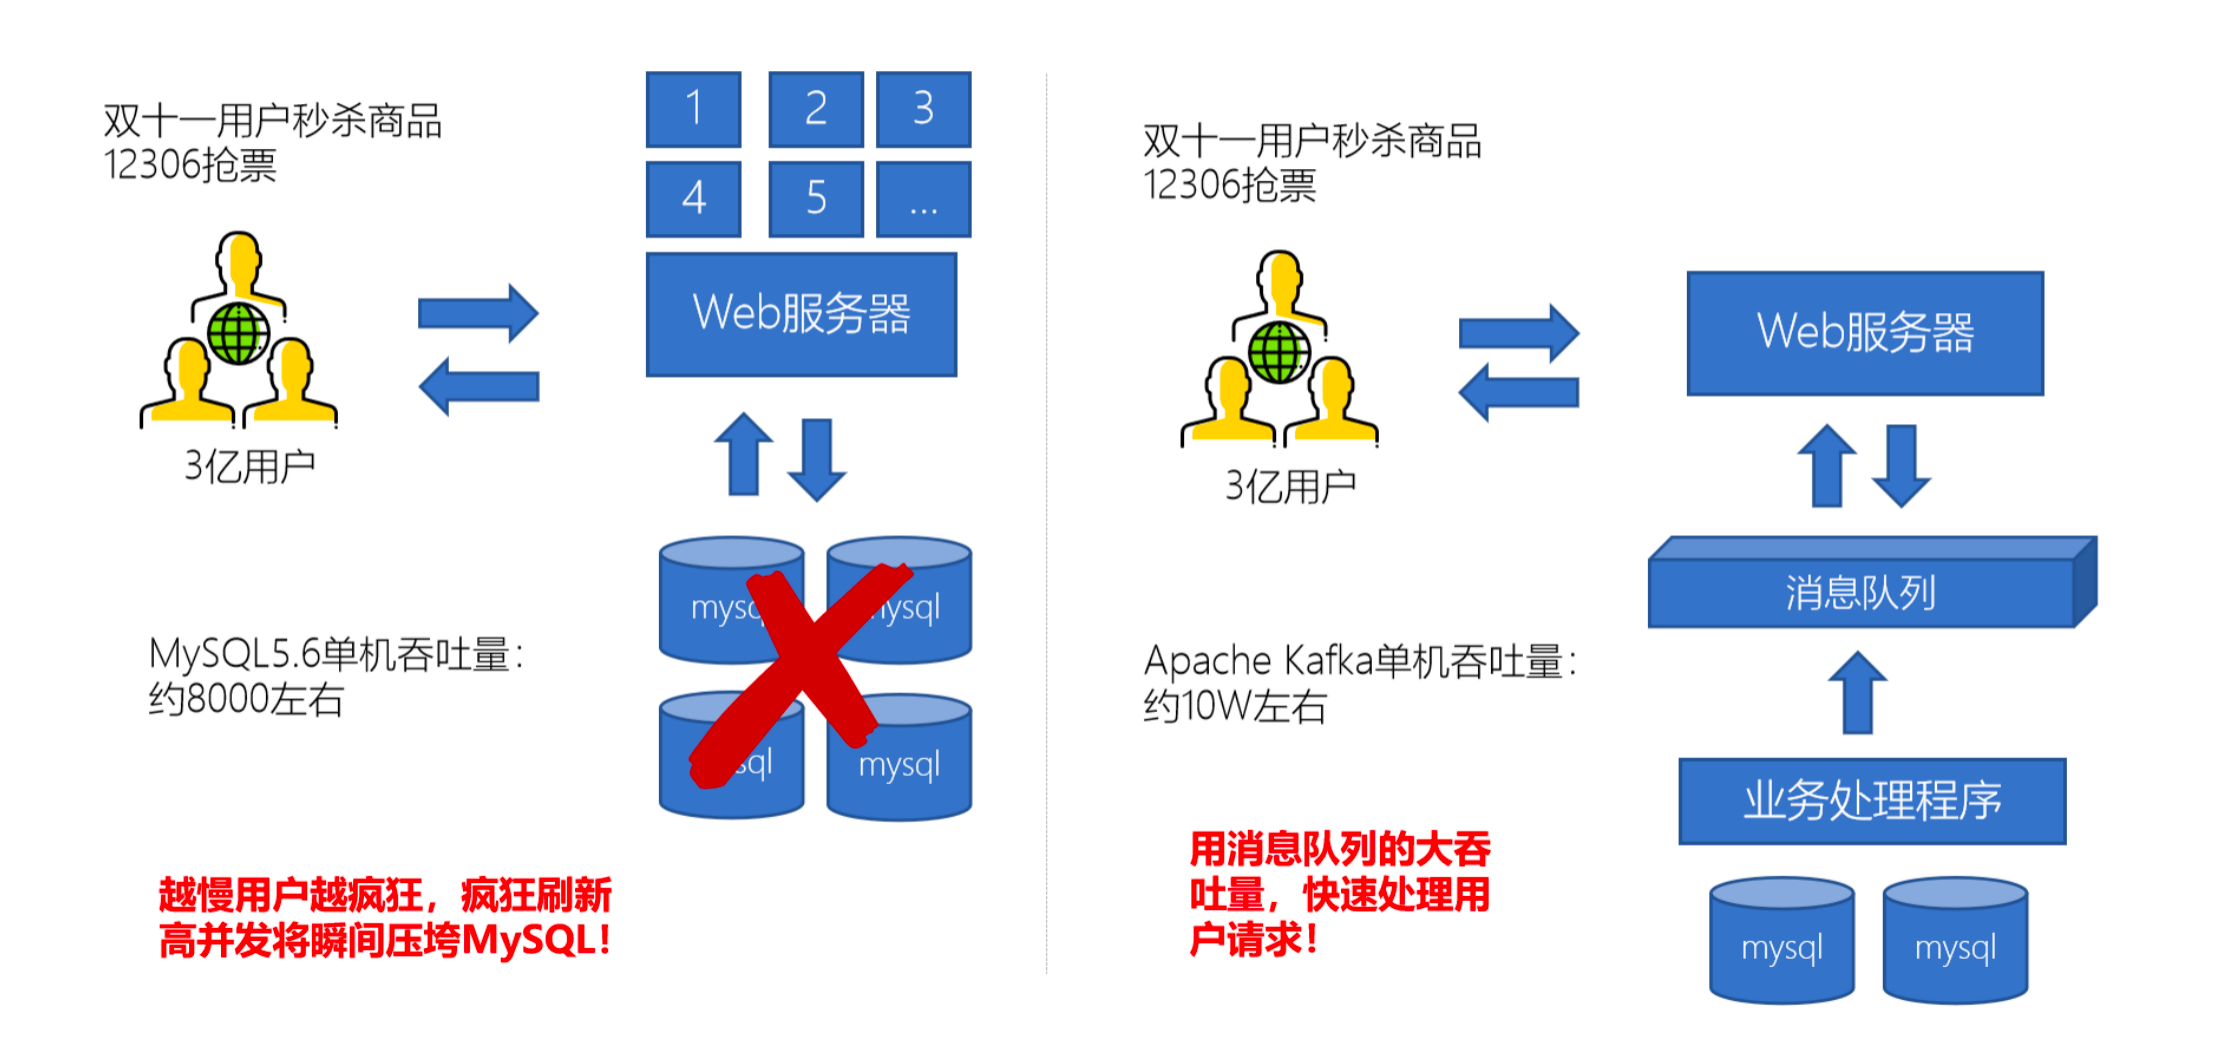 双十一用户秒杀商品
12306抢票
3亿用户
1
2
3
4
5
...
Web服务器
mysql
mysql
MySQL5.6单机吞吐量：
约8000左右
越慢用户越疯狂，疯狂刷新
高并发将瞬间压垮MySQL！
双十一用户秒杀商品
12306抢票
3亿用户
Web服务器
消息队列
Apache Kafka单机吞吐量：
约10W左右
业务处理程序
用消息队列的大吞
吐量，快速处理用
户请求！
mysql
mysql